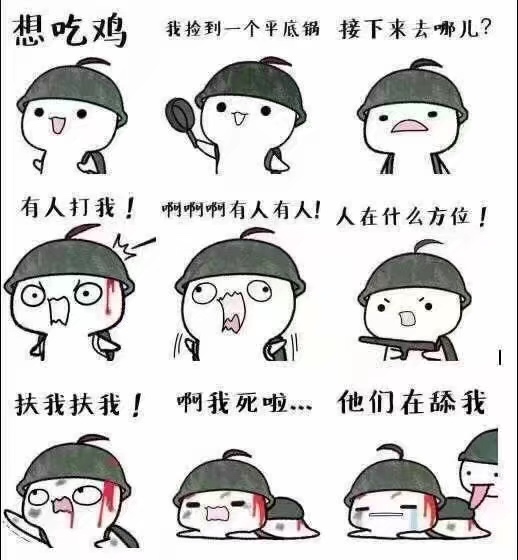 想吃鸡
我捡到一个平底锅
接下来去哪儿?
有人打我!
啊啊啊有人有人!
人在什么方位!
扶我扶我!
啊我死啦...
他们在舔我